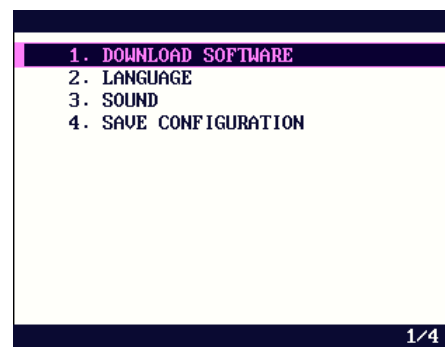 1. DOWNLOAD SOFTWARE
2. LANGUAGE
3. SOUND
4. SAVE CONFIGURATION
1/4